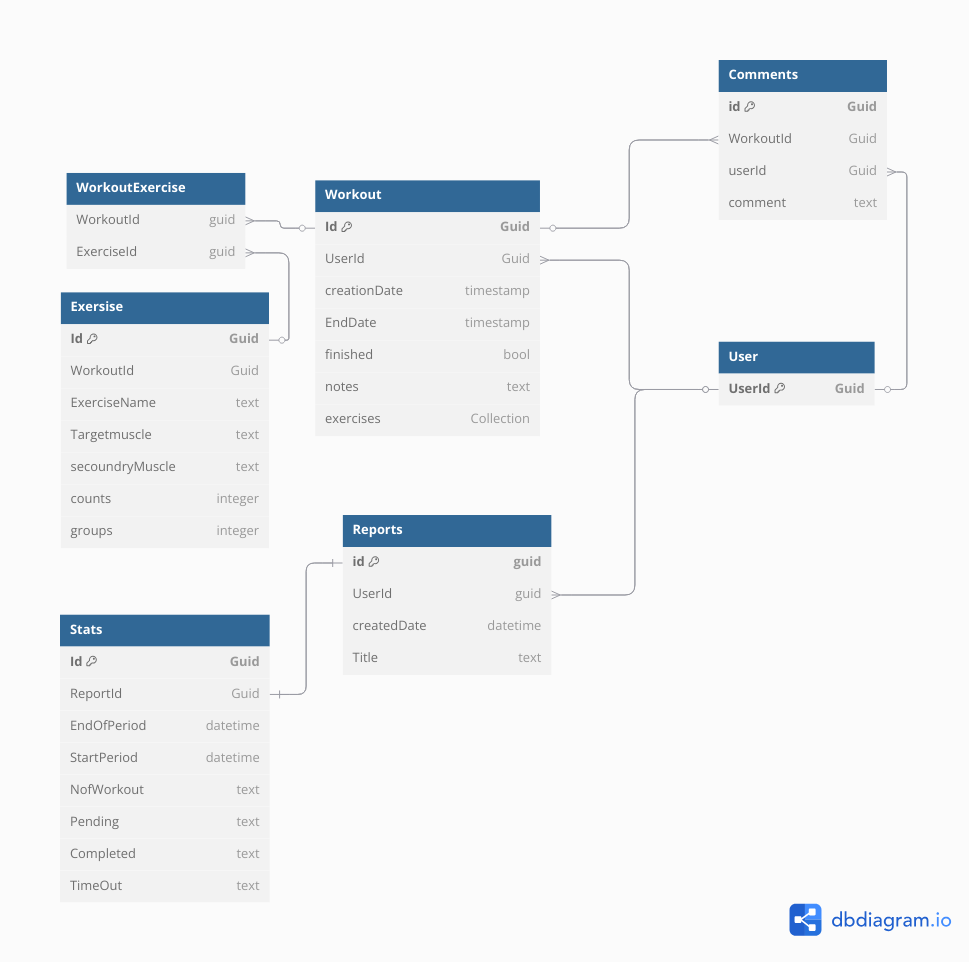 Comments
id Guid
WorkoutId Guid
userId Guid
comment text
WorkoutExercise
WorkoutId guid
ExerciseId guid
Workout
Id Guid
UserId Guid
creationDate timestamp
EndDate timestamp
finished bool
notes text
exercises Collection
Exersise
Id Guid
WorkoutId Guid
ExerciseName text
Targetmuscle text
secoundryMuscle text
counts integer
groups integer
User
UserId Guid
Reports
id guid
UserId guid
createdDate datetime
Title text
Stats
Id Guid
ReportId Guid
EndOfPeriod datetime
StartPeriod datetime
NofWorkout text
Pending text
Completed text
TimeOut text
dbdiagram.io